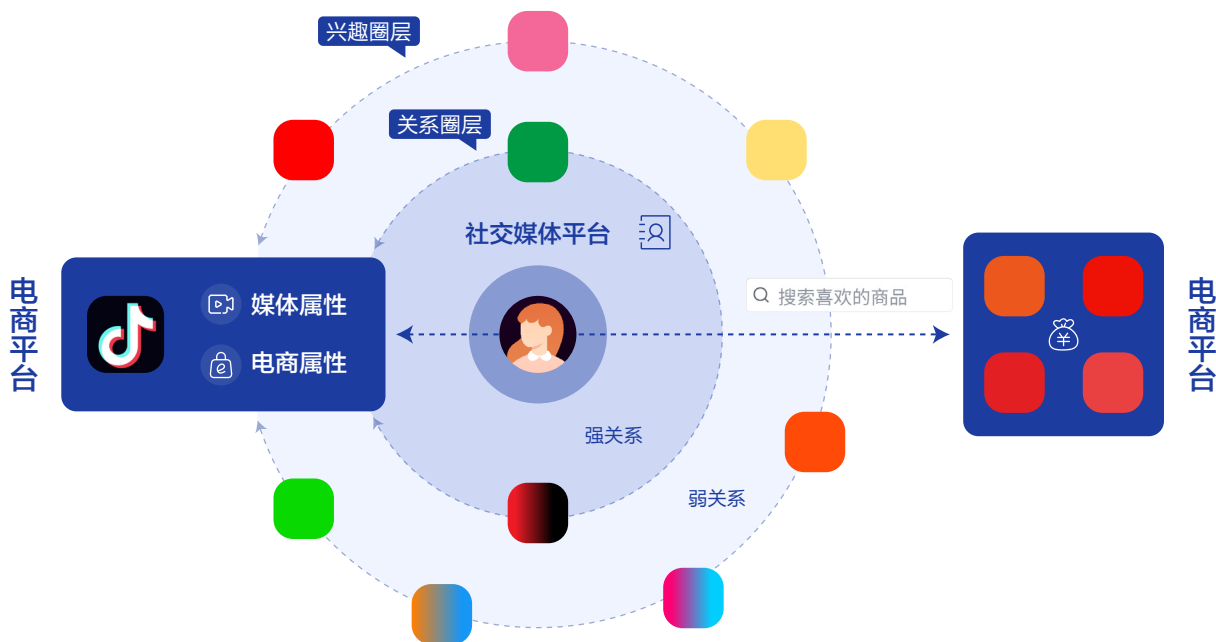 兴趣圈层
关系圈层
社交媒体平台
电商平台
媒体属性
电商属性
搜索喜欢的商品
¥
电商平台
强关系
弱关系